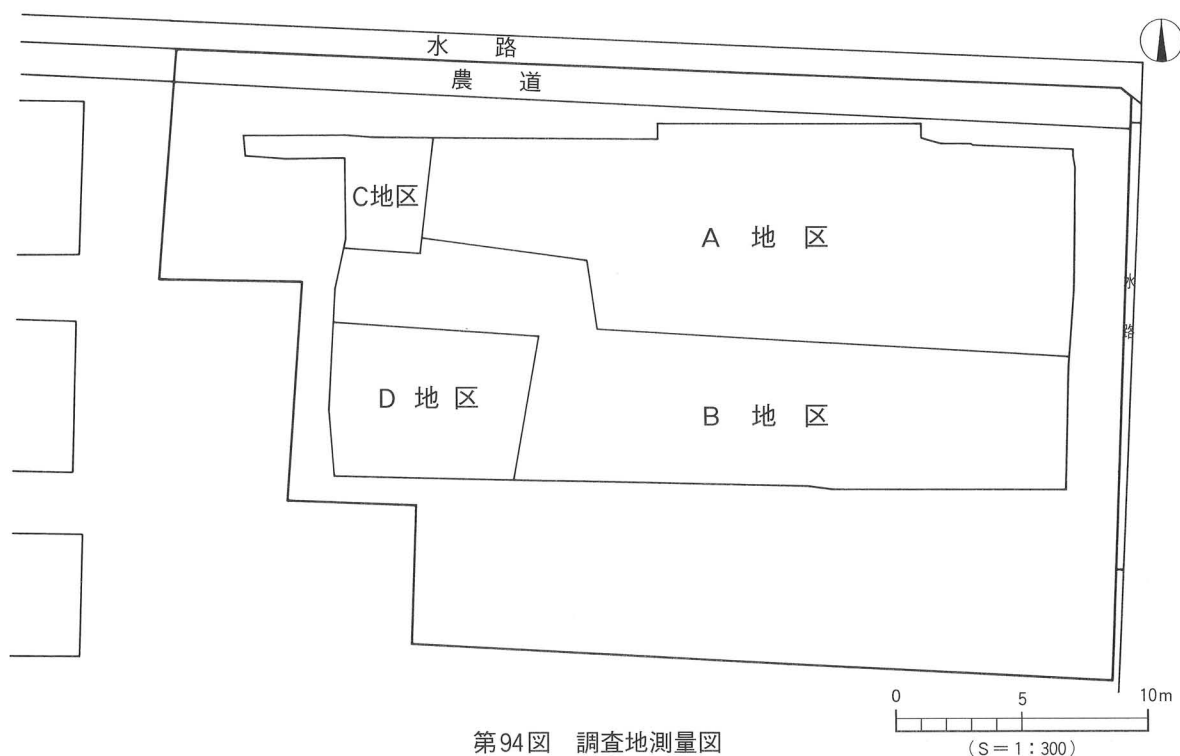 水 路
農 道
C地区
A 地 区
水
路
D 地 区
B 地 区
0 5 10m
(S=1:300)
第94図 調査地測量図